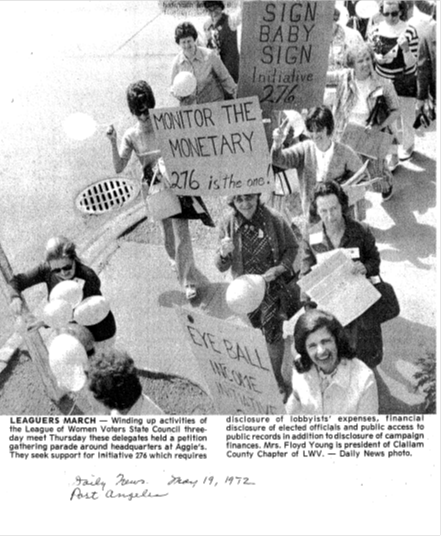 SIGN
BABY
SIGN
Initiative
276
MONITOR THE
MONETARY
276 is the one!
EYE BALL
INCOME
LEAGUERS MARCH — Winding up activities of
the League of Women Voters State Council three-
day meet Thursday these delegates held a petition
gathering parade around headquarters at Aggie's.
They seek support for Initiative 276 which requires
disclosure of lobbyists' expenses, financial
disclosure of elected officials and public access to
public records in addition to disclosure of campaign
finances. Mrs. Floyd Young is president of Clallam
County Chapter of LWV. — Daily News photo.
Daily News May 19, 1972
Port Angeles